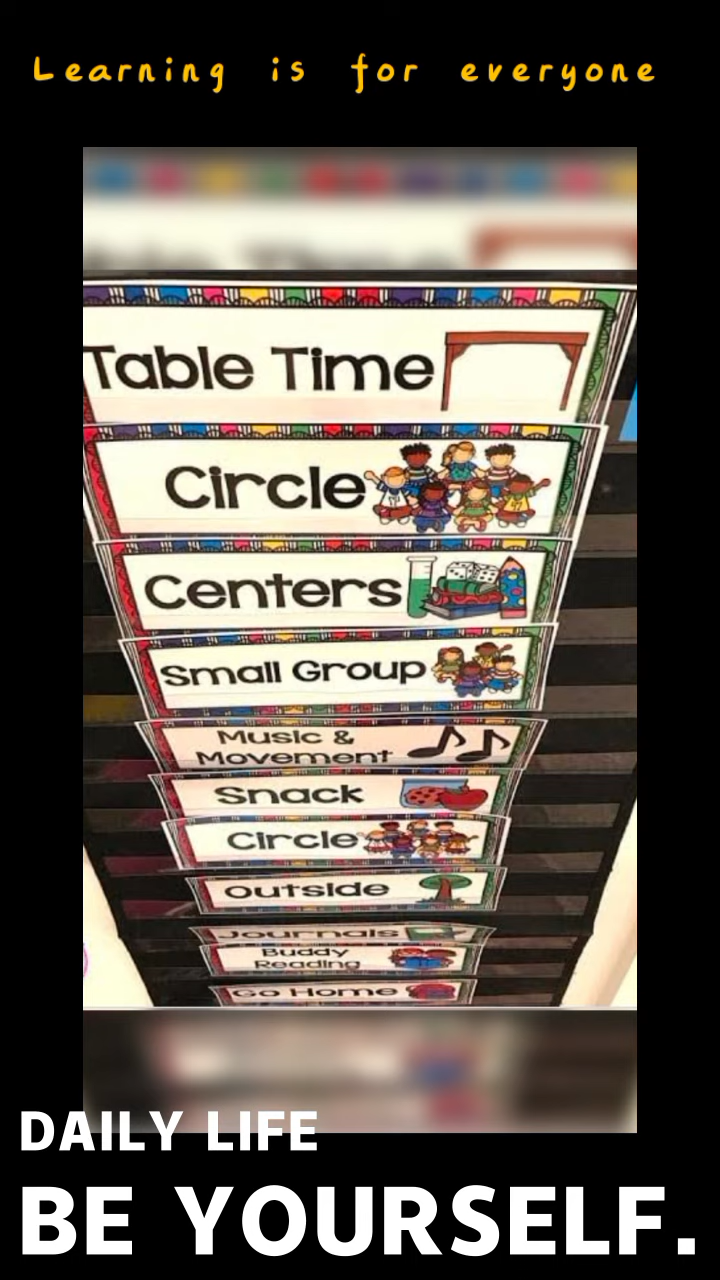 Learning is for everyone
Table Time
Circle
Centers
Small Group
Music &
Movement
Snack
Circle
Outside
Journals
Buddy
Reading
Go Home
DAILY LIFE
BE YOURSELF.